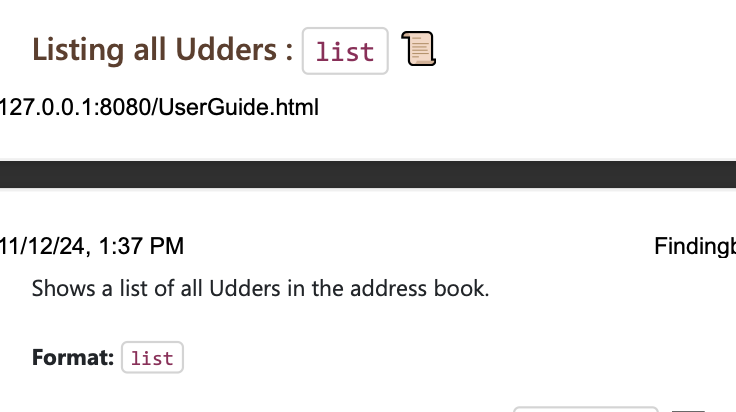 Listing all Udders : list
127.0.0.1:8080/UserGuide.html
11/12/24, 1:37 PM Findingb
Shows a list of all Udders in the address book.
Format: list